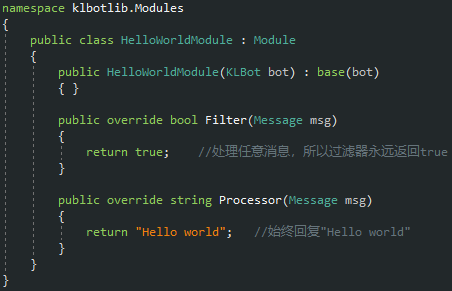 namespace klbotlib.Modules
{
    public class HelloWorldModule : Module
    {
        public HelloWorldModule(KLBot bot) : base(bot)
        { }
        public override bool Filter(Message msg)
        {
            return true;    //处理任意消息，所以过滤器永远返回true
        }
        public override string Processor(Message msg)
        {
            return "Hello world";   //始终回复"Hello world"
        }
    }
}